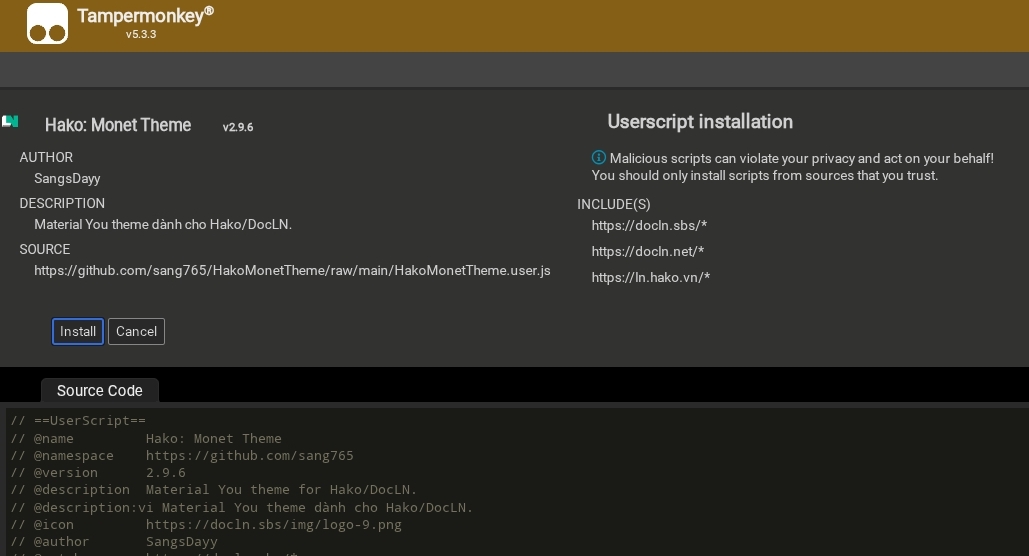 Tampermonkey®
v5.3.3
Hako: Monet Theme v2.9.6
AUTHOR
SangsDayy
DESCRIPTION
Material You theme dành cho Hako/DocLN.
SOURCE
https://github.com/sang765/HakoMonetTheme/raw/main/HakoMonetTheme.user.js
Install Cancel
Userscript installation
Malicious scripts can violate your privacy and act on your behalf!
You should only install scripts from sources that you trust.
INCLUDE(S)
https://docln.sbs/*
https://docln.net/*
https://ln.hako.vn/*
Source Code
// ==UserScript==
// @name         Hako: Monet Theme
// @namespace    https://github.com/sang765
// @version      2.9.6
// @description  Material You theme for Hako/DocLN.
// @description:vi Material You theme dành cho Hako/DocLN.
// @icon         https://docln.sbs/img/logo-9.png
// @author       SangsDayy